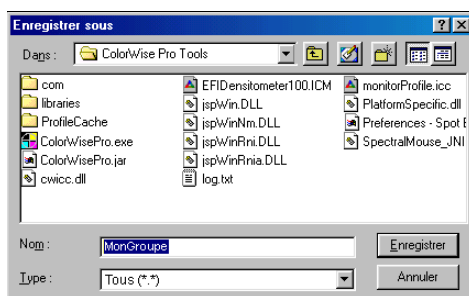 Enregistrer sous
Dans :
ColorWise Pro Tools
com
EFIDensitometer100.ICM
monitorProfile.icc
libraries
jspWin.DLL
PlatformSpecific.dll
ProfileCache
jspWinNm.DLL
Preferences - Spot
ColorWisePro.exe
jspWinRni.DLL
SpectralMouse_JNI
ColorWisePro.jar
jspWinRnia.DLL
cwicc.dll
log.txt
Nom :
MonGroupe
Enregistrer
Type :
Tous (*.*)
Annuler